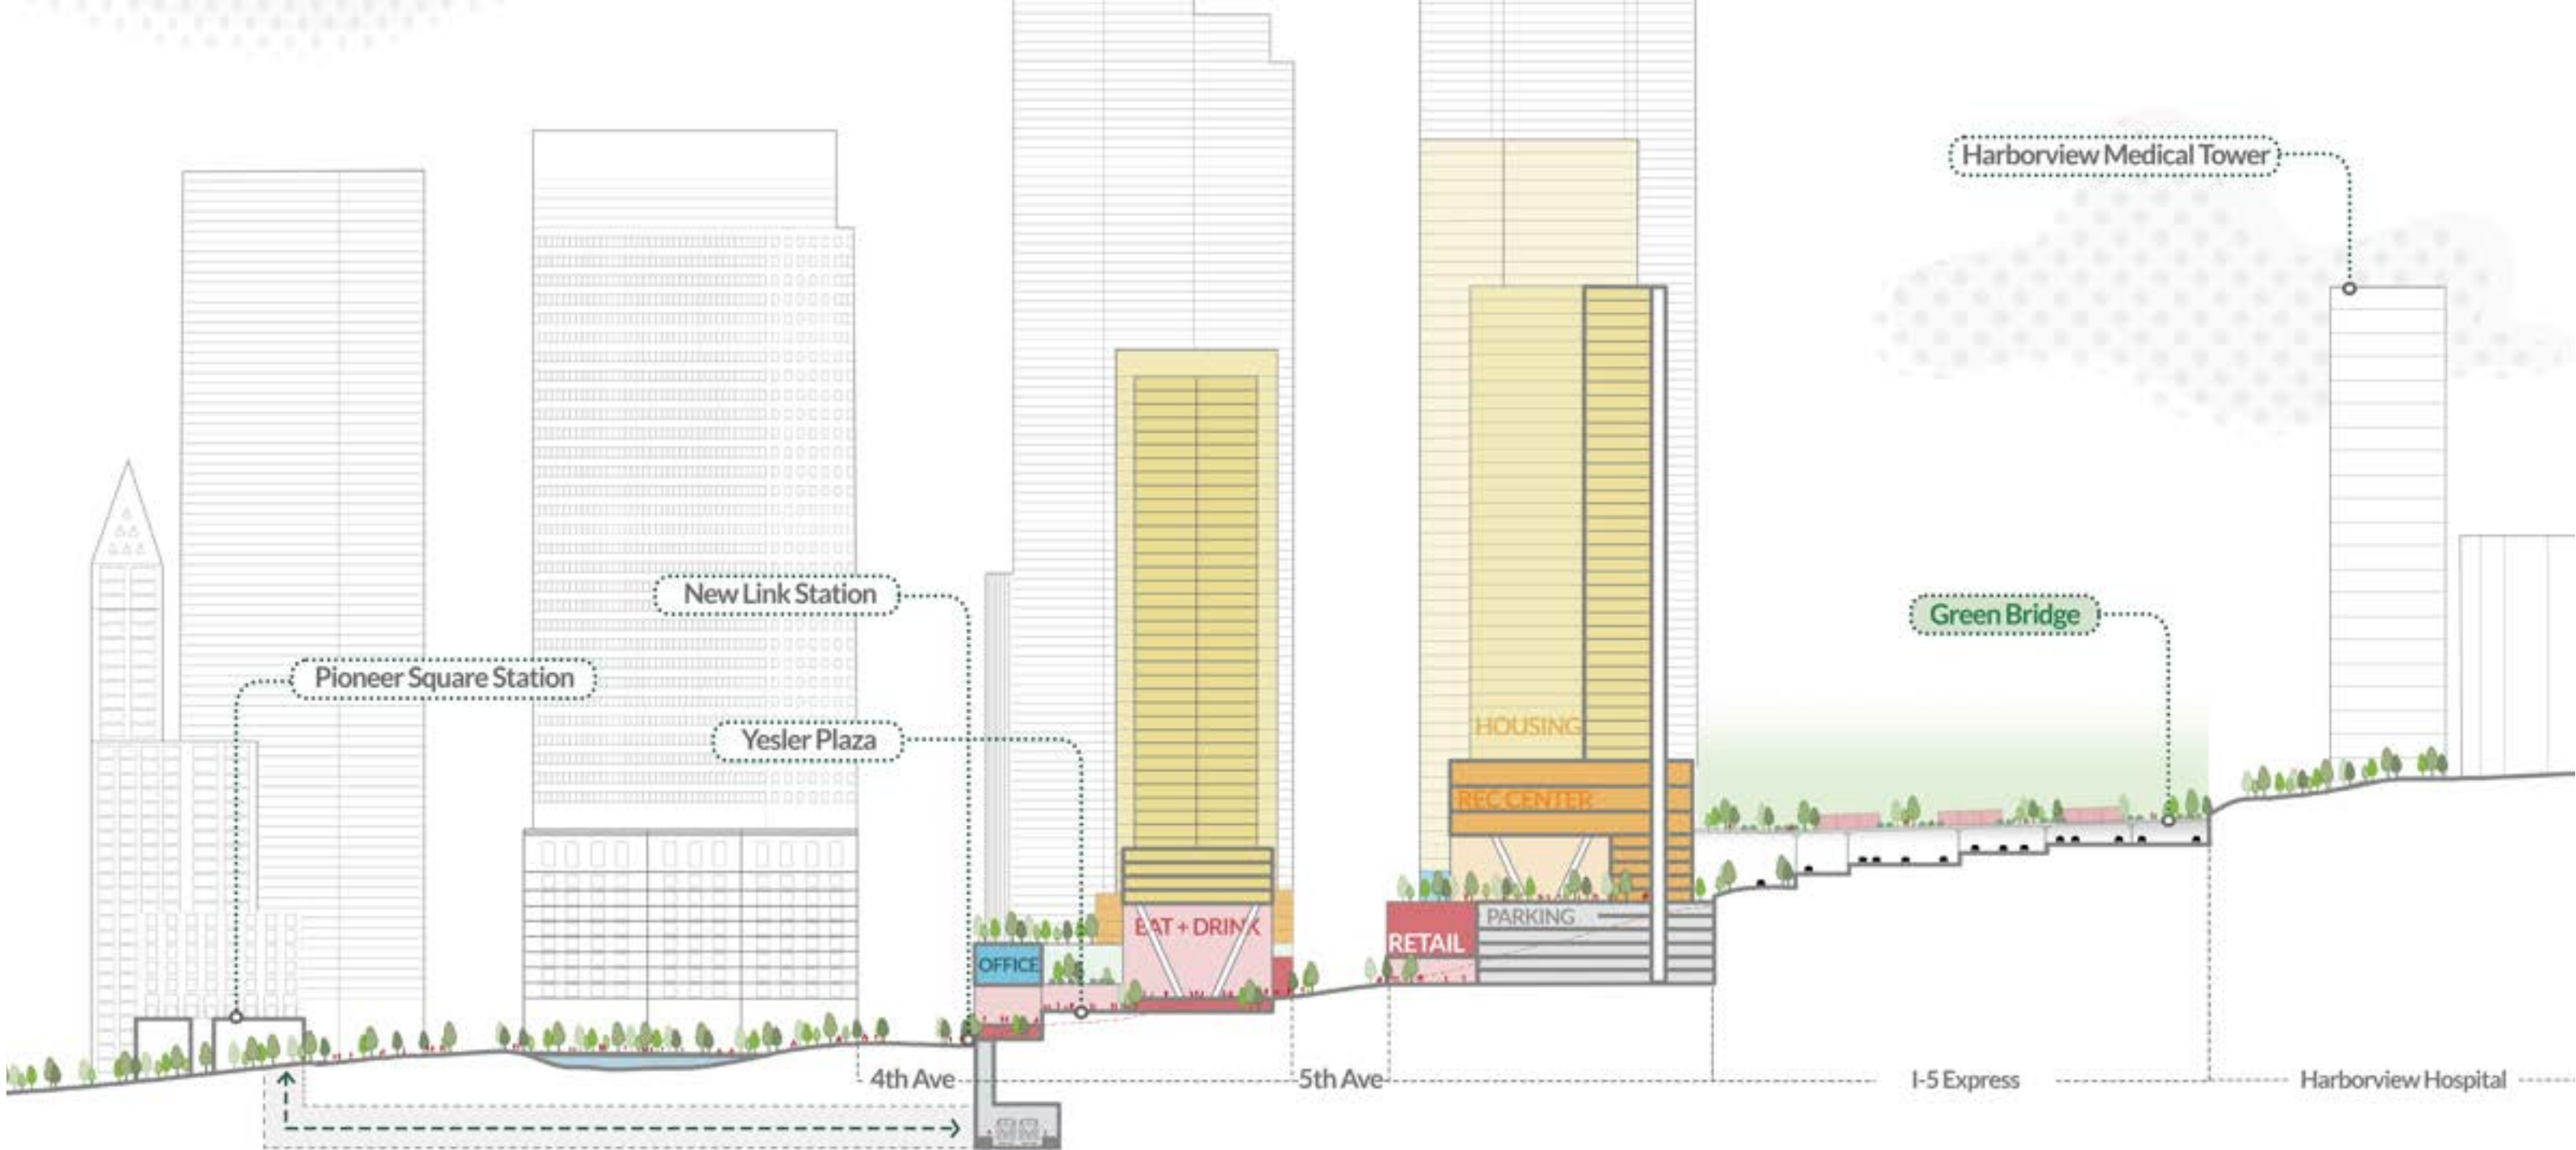 Harborview Medical Tower
New Link Station
Green Bridge
Pioneer Square Station
HOUSING
Yesler Plaza
REC CENTER
EAT + DRINK
PARKING
RETAIL
OFFICE
4th Ave
5th Ave
I-5 Express
Harborview Hospital